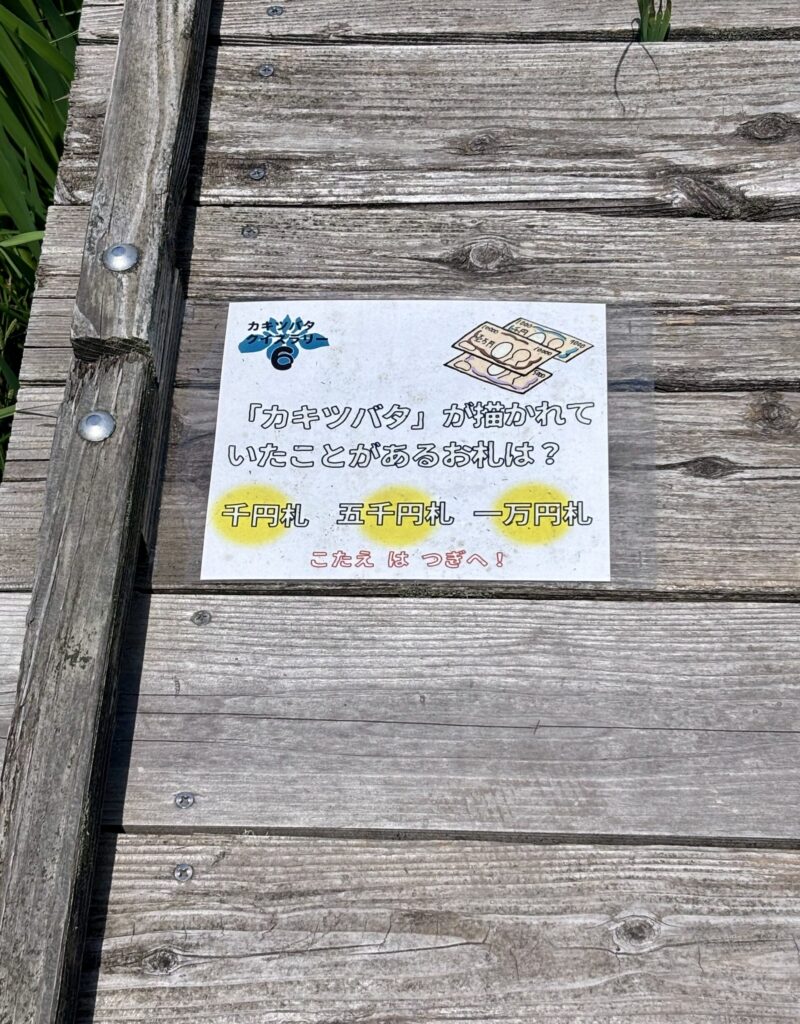 カキツバタ
クイズラリー
6
「カキツバタ」が描かれて
いたことがあるお札は？
千円札 五千円札 一万円札
こたえ は つぎへ！